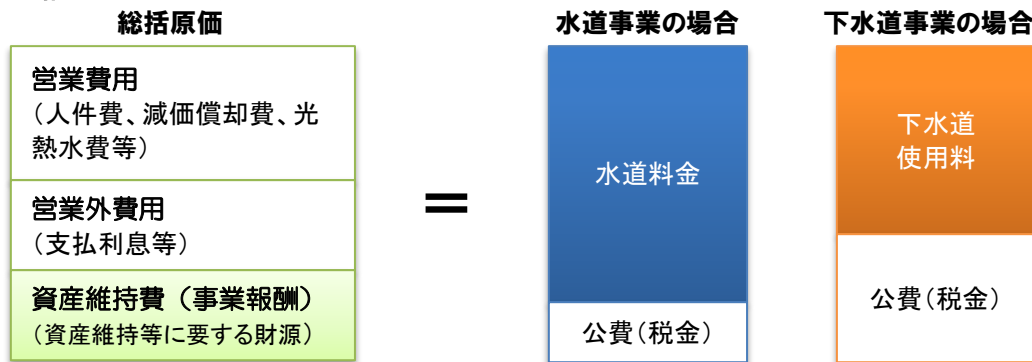 総括原価
営業費用
（人件費、減価償却費、光
熱水費等）
営業外費用
（支払利息等）
資産維持費（事業報酬）
（資産維持等に要する財源）
＝
水道事業の場合
水道料金
公費（税金）
下水道事業の場合
下水道
使用料
公費（税金）